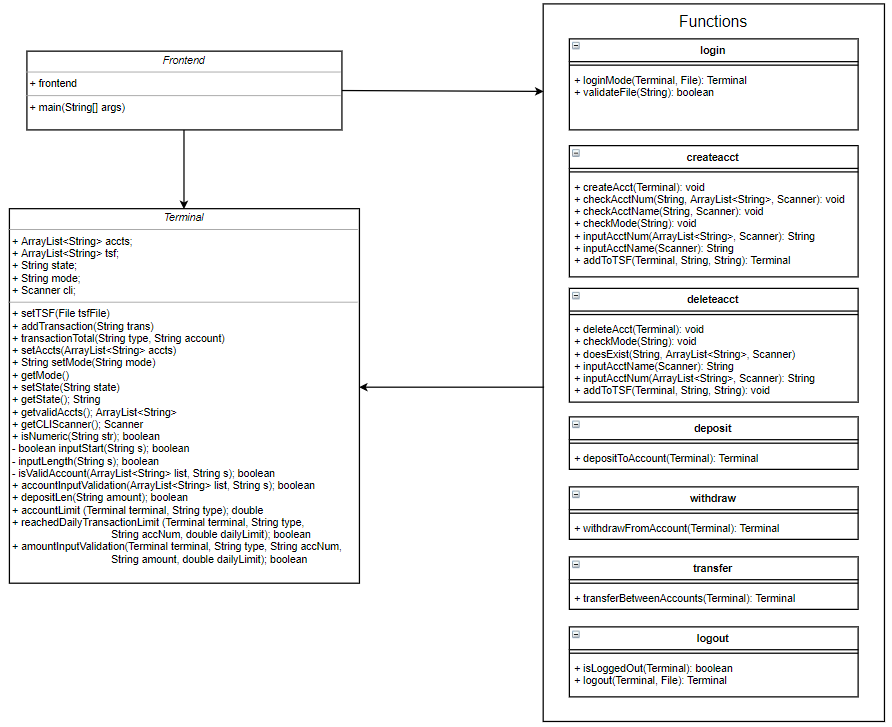 Frontend
+ frontend
+ main(String[] args)
Terminal
+ ArrayList<String> accts;
+ ArrayList<String> tsf;
+ String state;
+ String mode;
+ Scanner cli;
+ setTSF(File tsfFile)
+ addTransaction(String trans)
+ transactionTotal(String type, String account)
+ setAccts(ArrayList<String> accts)
+ String setMode(String mode)
+ getMode()
+ setState(String state)
+ getState(); String
+ getvalidAccts(); ArrayList<String>
+ getCLIScanner(); Scanner
+ isNumeric(String str); boolean
- boolean inputStart(String s); boolean
- inputLength(String s); boolean
- isValidAccount(ArrayList<String> list, String s); boolean
+ accountInputValidation(ArrayList<String> list, String s); boolean
+ depositLen(String amount); boolean
+ accountLimit (Terminal terminal, String type); double
+ reachedDailyTransactionLimit (Terminal terminal, String type,
String accNum, double dailyLimit); boolean
+ amountInputValidation(Terminal terminal, String type, String accNum,
String amount, double dailyLimit); boolean
Functions
login
+ loginMode(Terminal, File): Terminal
+ validateFile(String): boolean
createacct
+ createAcct(Terminal): void
+ checkAcctNum(String, ArrayList<String>, Scanner): void
+ checkAcctName(String, Scanner): void
+ checkMode(String): void
+ inputAcctNum(ArrayList<String>, Scanner): String
+ inputAcctName(Scanner): String
+ addToTSF(Terminal, String, String): Terminal
deleteacct
+ deleteAcct(Terminal): void
+ checkMode(String): void
+ doesExist(String, ArrayList<String>, Scanner)
+ inputAcctName(Scanner): String
+ inputAcctNum(ArrayList<String>, Scanner): String
+ addToTSF(Terminal, String, String): void
deposit
+ depositToAccount(Terminal): Terminal
withdraw
+ withdrawFromAccount(Terminal): Terminal
transfer
+ transferBetweenAccounts(Terminal): Terminal
logout
+ isLoggedOut(Terminal): boolean
+ logout(Terminal, File): Terminal